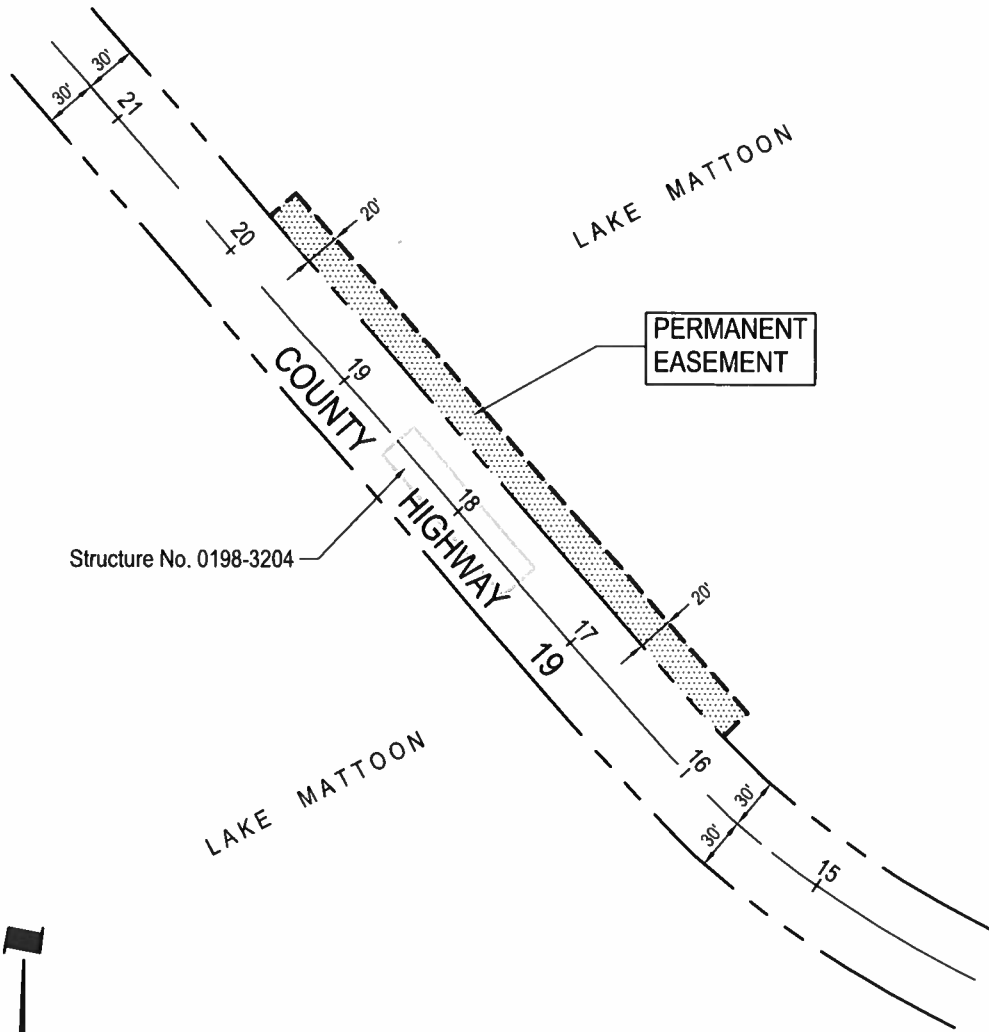 30'
30'
21
20
20'
LAKE MATTOON
PERMANENT
EASEMENT
19
COUNTY
18
HIGHWAY
Structure No. 0198-3204
20'
17
19
16
LAKE MATTOON
30'
30'
15